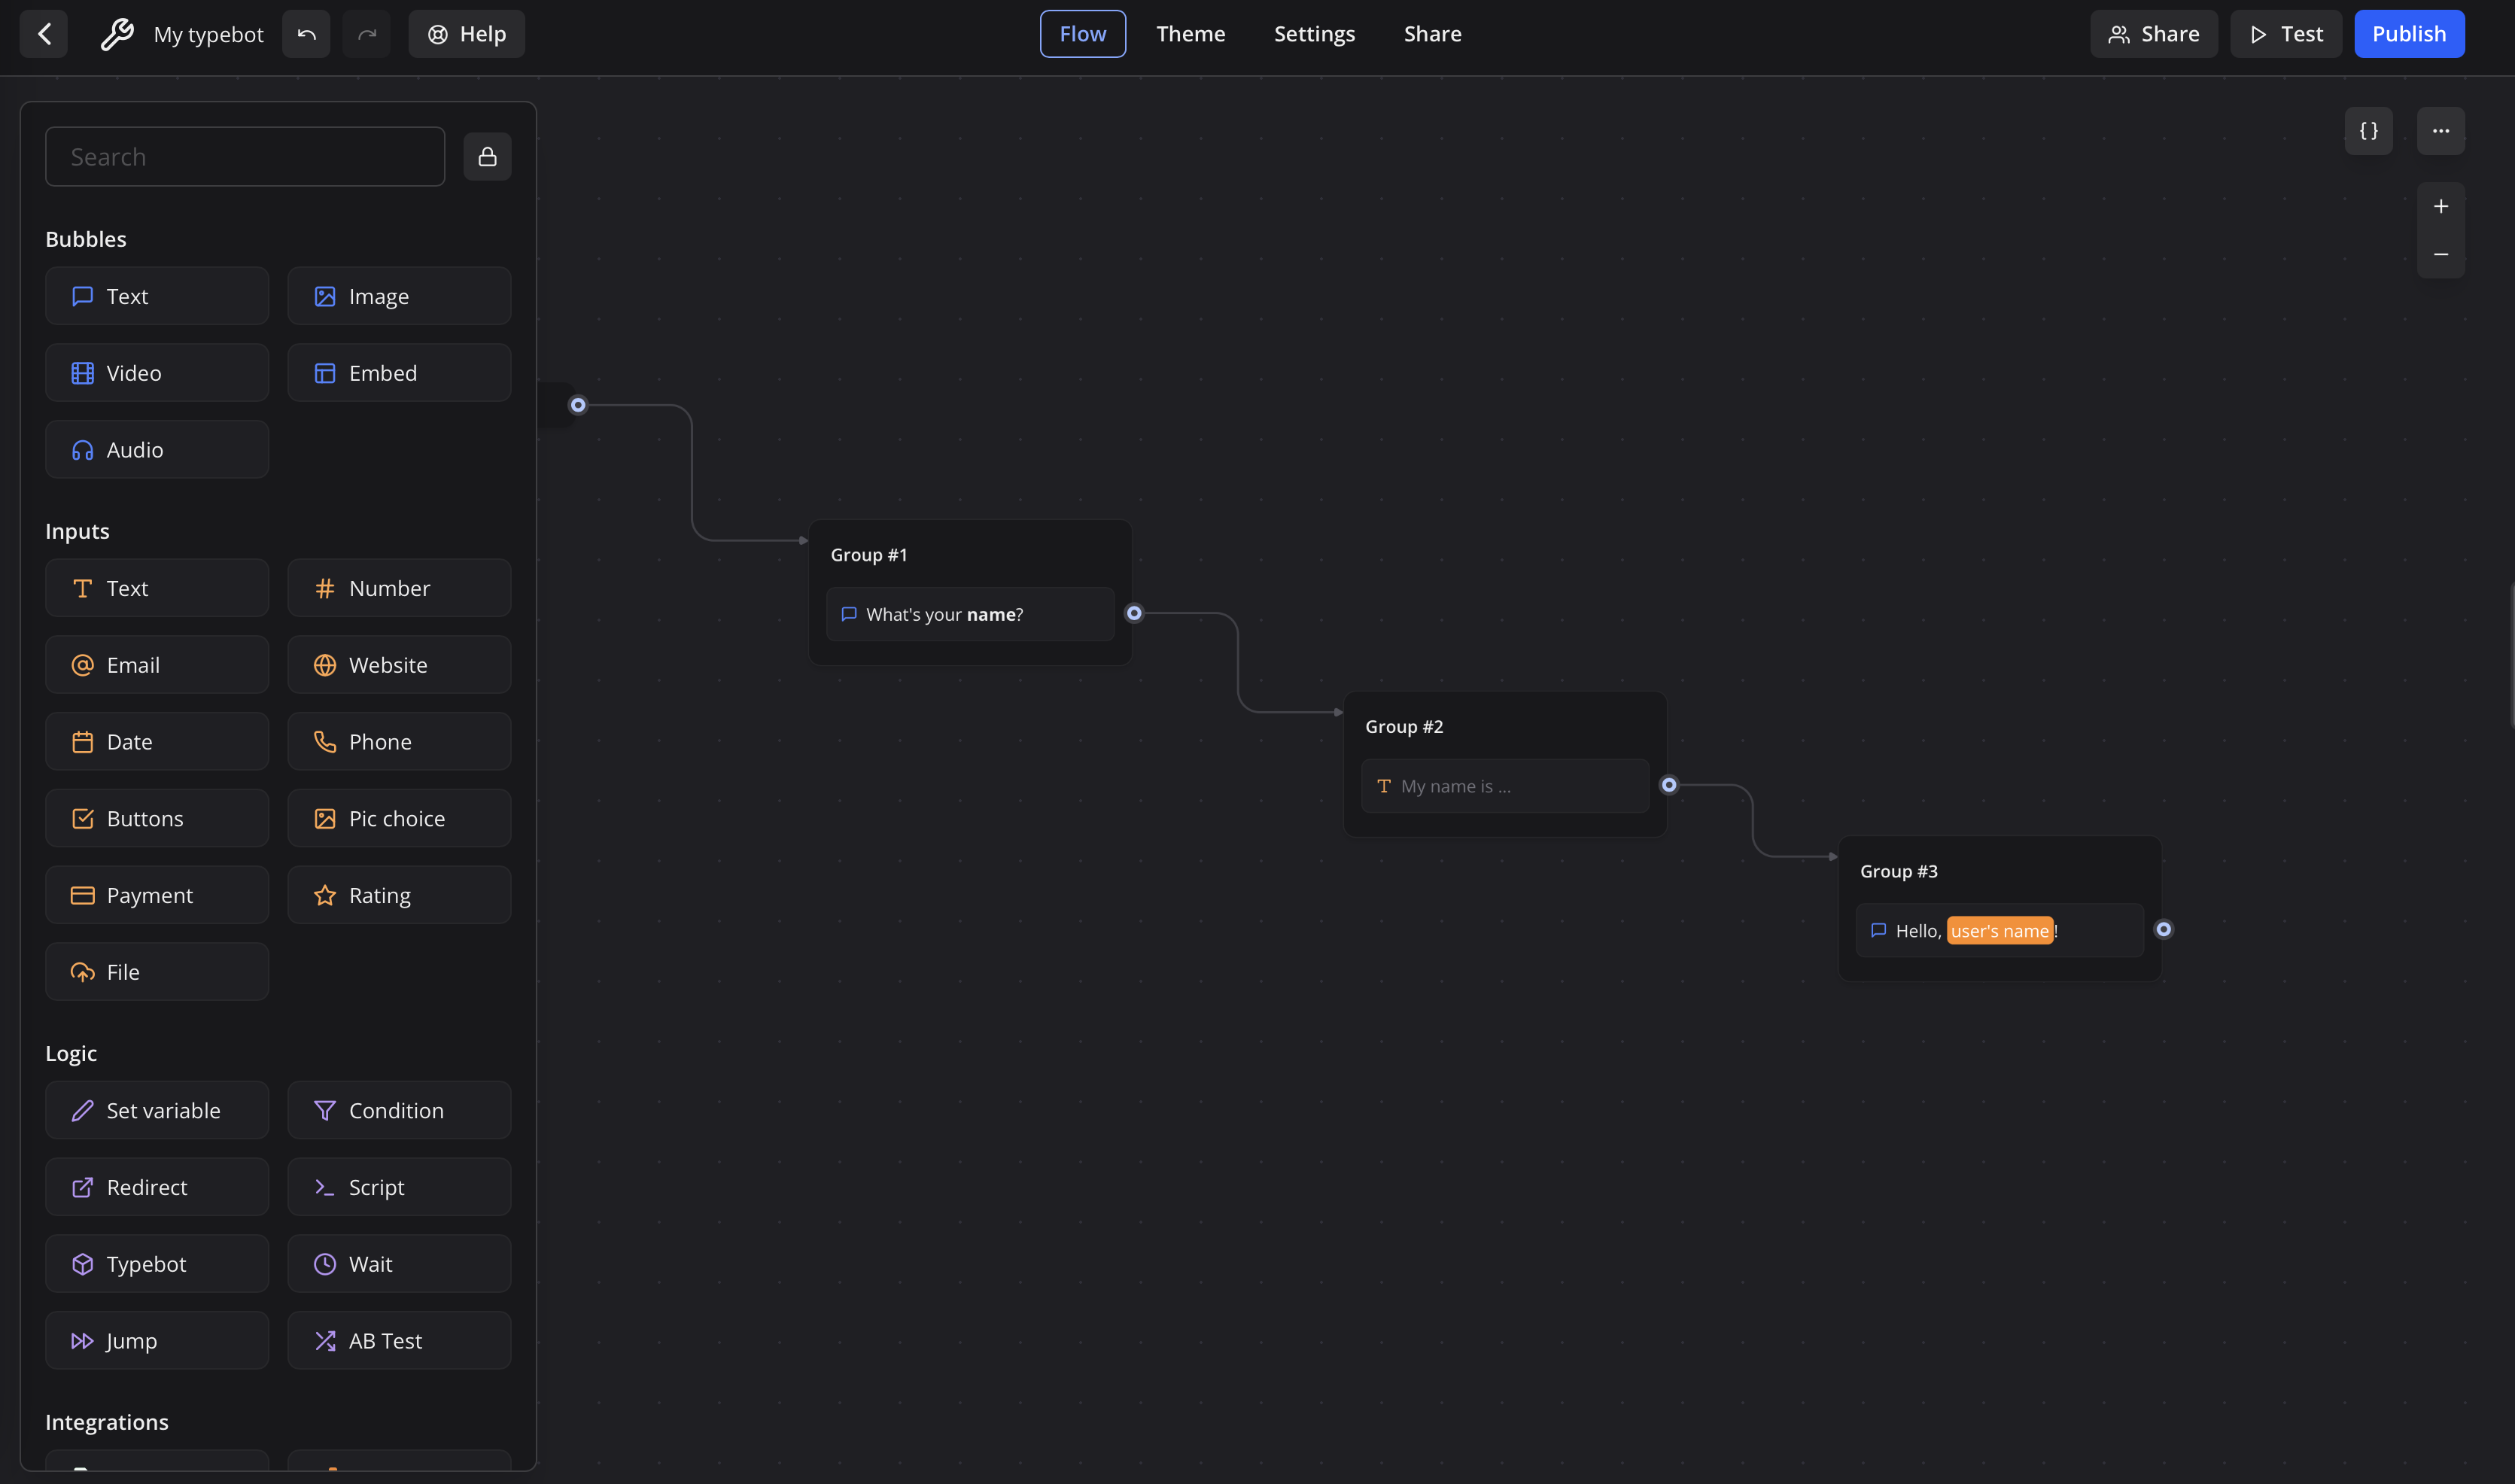 My typebot
Help
Flow Theme Settings Share
Share
Test
Publish
Search
{}
Bubbles
Text Image
Video Embed
Audio
Inputs
Text Number
Email Website
Date Phone
Buttons Pic choice
Payment Rating
File
Logic
Set variable Condition
Redirect Script
Typebot Wait
Jump AB Test
Integrations
Group #1
What's your name?
Group #2
My name is ...
Group #3
Hello, user's name!